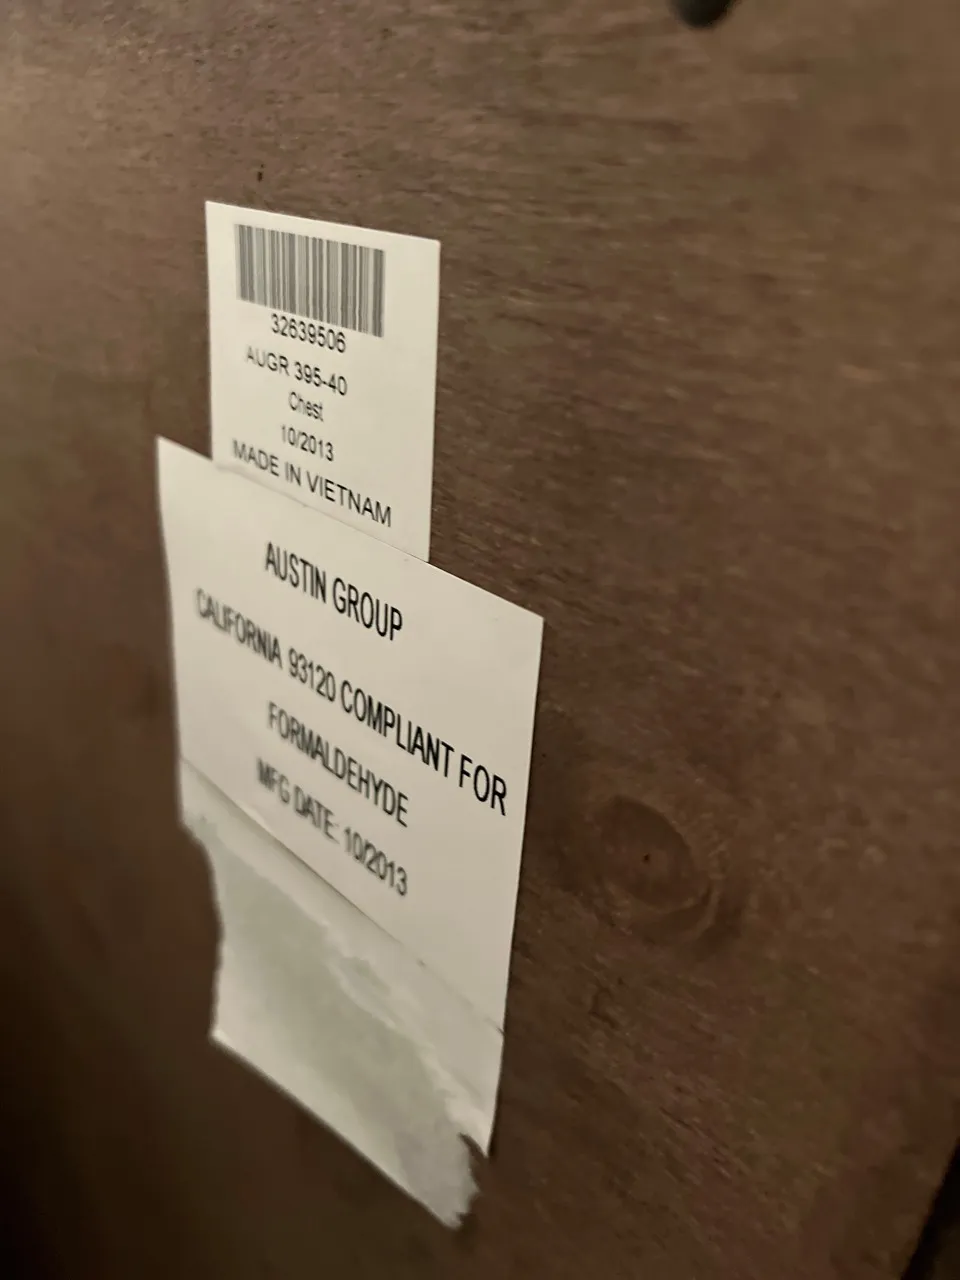 32639506
AUGR 395-40
Chest
10/2013
MADE IN VIETNAM
AUSTIN GROUP
CALIFORNIA 93120 COMPLIANT FOR
FORMALDEHYDE
MFG DATE: 10/2013